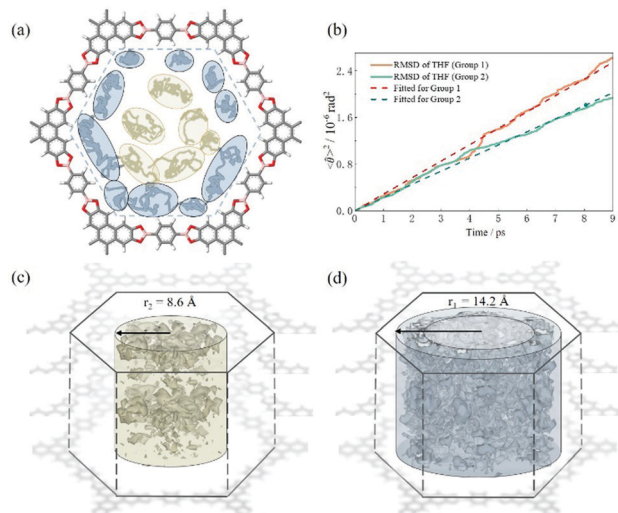 (a)
(b)
RMSD of THF (Group 1)
RMSD of THF (Group 2)
Fitted for Group 1
Fitted for Group 2
<θ̂>² / 10⁻⁶ rad²
2.4
1.6
0.8
0.0
0 1 2 3 4 5 6 7 8 9
Time / ps
(c)
r₂ = 8.6 Å
(d)
r₁ = 14.2 Å